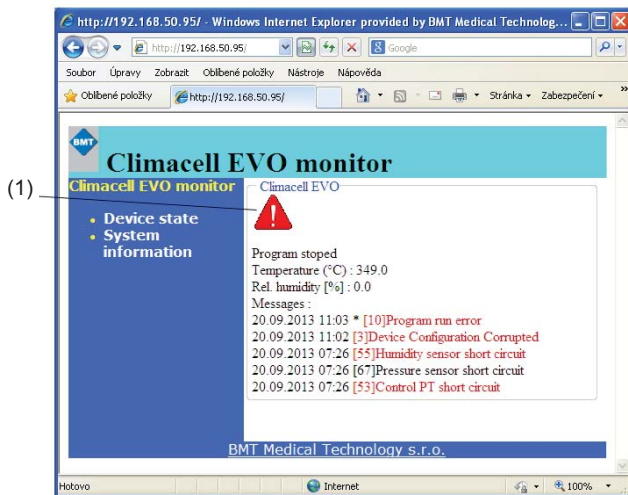 http://192.168.50.95/ - Windows Internet Explorer provided by BMT Medical Technolog...
http://192.168.50.95/
Google
Soubor Úpravy Zobrazit Oblíbené položky Nástroje Nápověda
Oblíbené položky http://192.168.50.95/ Stránka Zabezpečení »
BMT
Climacell EVO monitor
(1)
Climacell EVO monitor
Device state
System
information
Climacell EVO
Program stoped
Temperature (°C) : 349.0
Rel. humidity [%] : 0.0
Messages :
20.09.2013 11:03 * [10]Program run error
20.09.2013 11:02 [3]Device Configuration Corrupted
20.09.2013 07:26 [55]Humidity sensor short circuit
20.09.2013 07:26 [67]Pressure sensor short circuit
20.09.2013 07:26 [53]Control PT short circuit
BMT Medical Technology s.r.o.
Hotovo Internet 100%